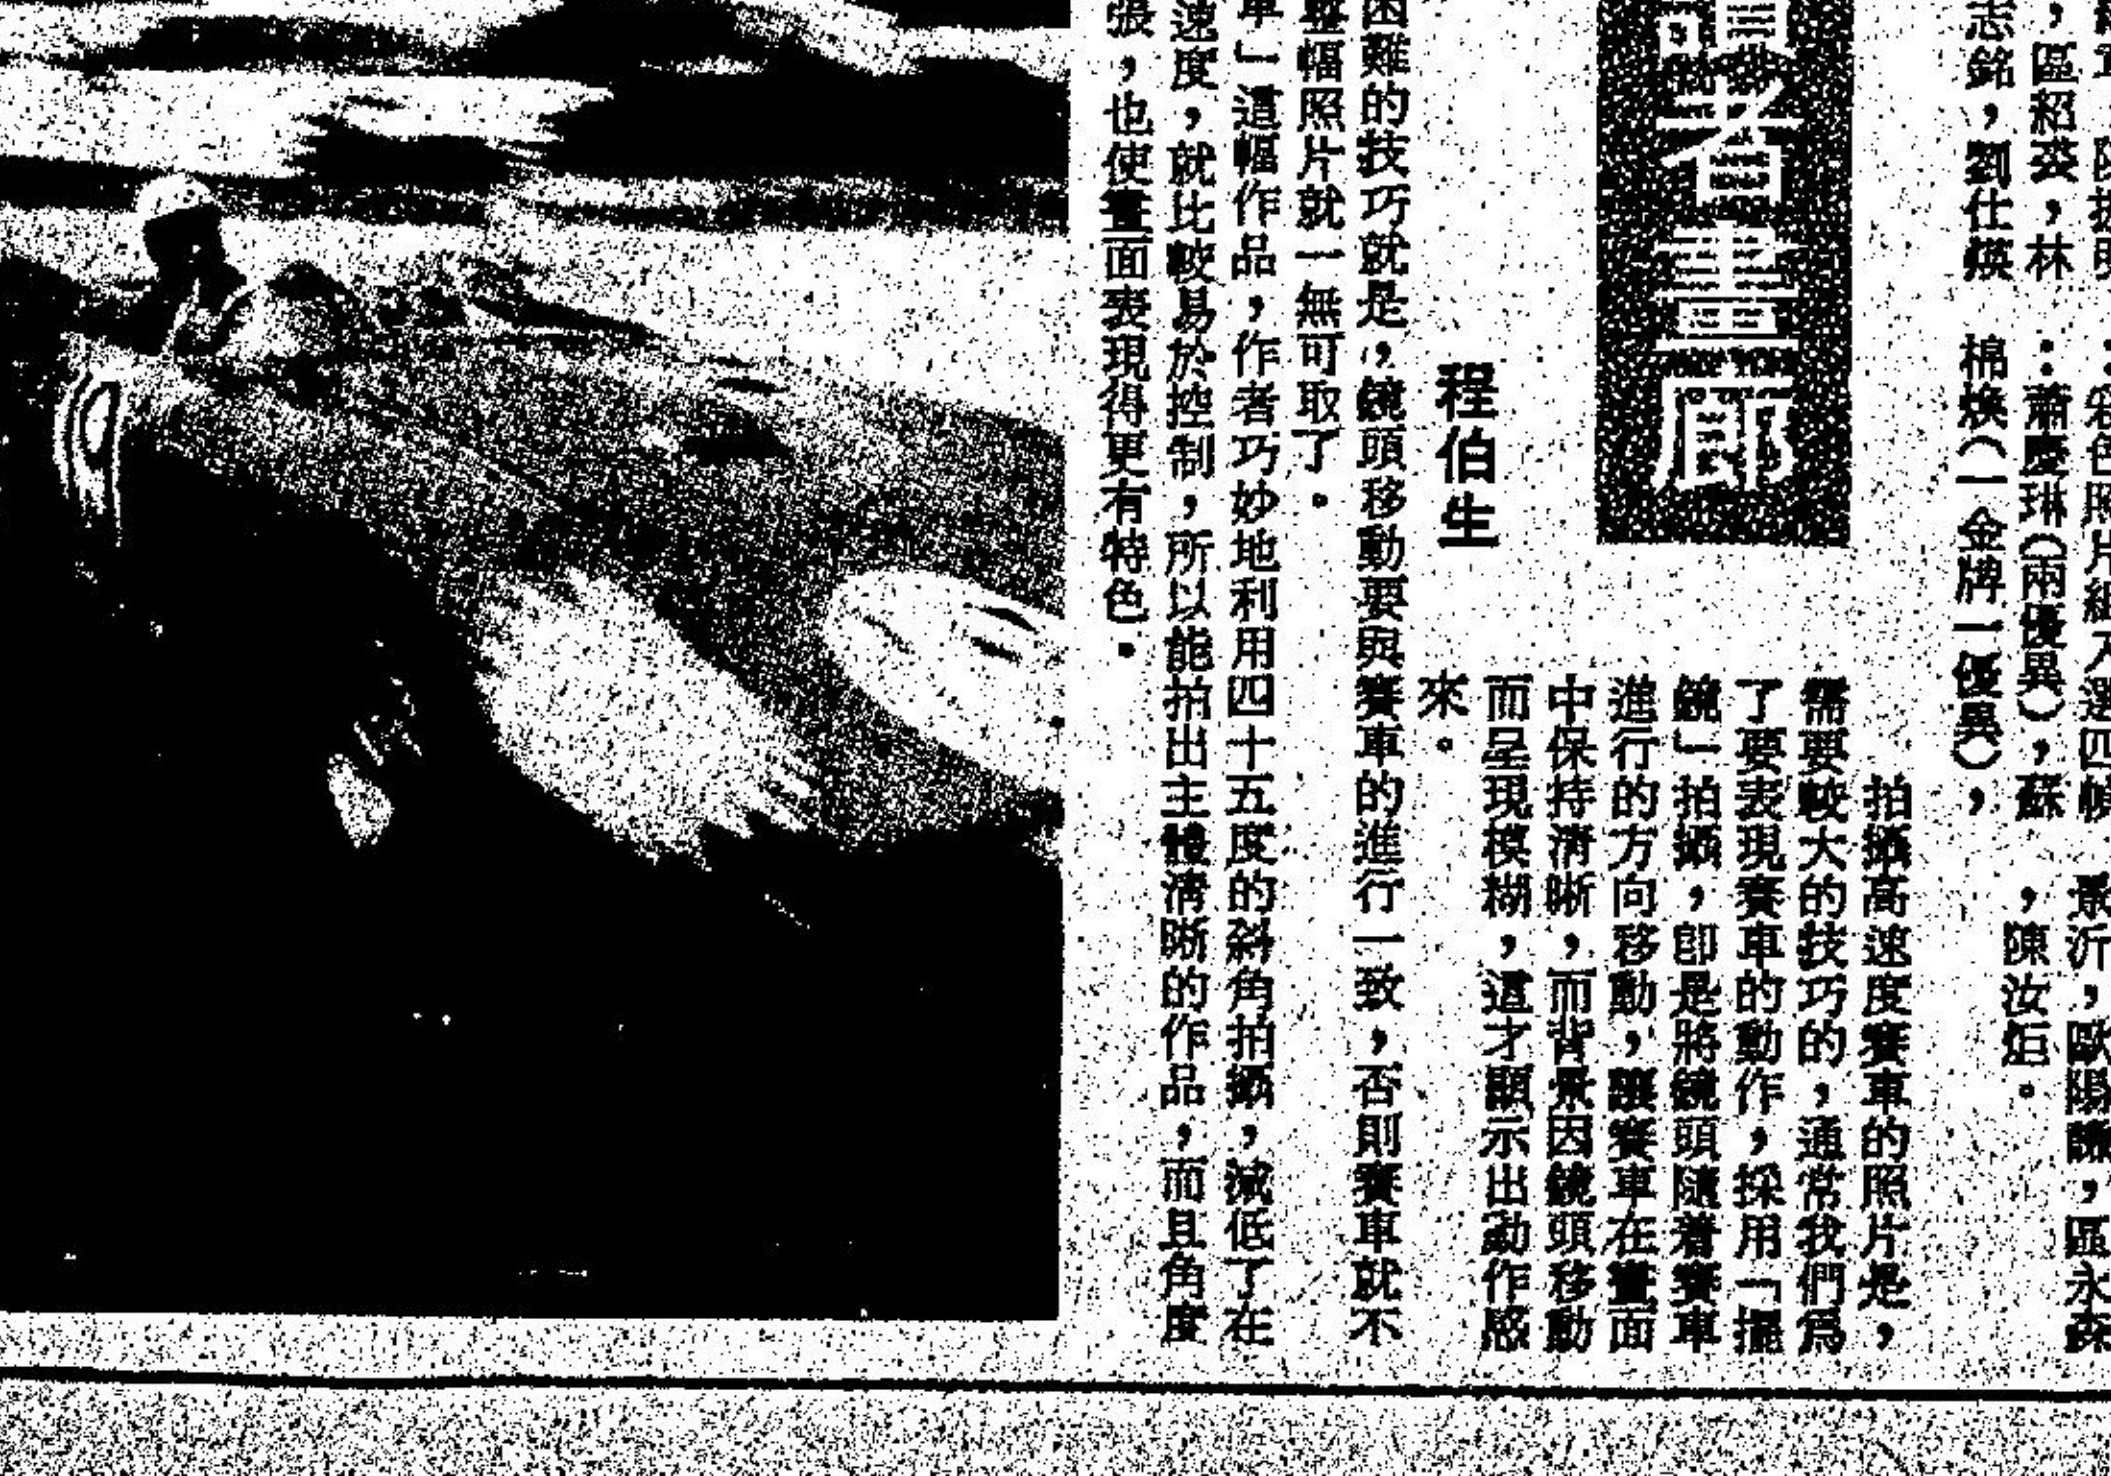 ，區紹裘，林
志銘，劉仕煐
：彩色照片組入選四幀
：蕭慶琳（兩優異），蘇
棉煥（一金牌一優異），
景沂，歐陽謙，區永森
，陳汝炬。
者畫廊
程伯生
拍攝高速度賽車的照片是，
需要較大的技巧的，通常我們爲
了要表現賽車的動作，採用「擺
鏡」拍攝，卽是將鏡頭隨着賽車
進行的方向移動，讓賽車在畫面
中保持清晰，而背景因鏡頭移動
而呈現模糊，這才顯示出動作感
來。
困難的技巧就是，鏡頭移動要與賽車的進行一致，否則賽車就不
整幅照片就一無可取了。
車」這幅作品，作者巧妙地利用四十五度的斜角拍攝，減低了在
速度，就比較易於控制，所以能拍出主體清晰的作品，而且角度
張，也使畫面表現得更有特色。